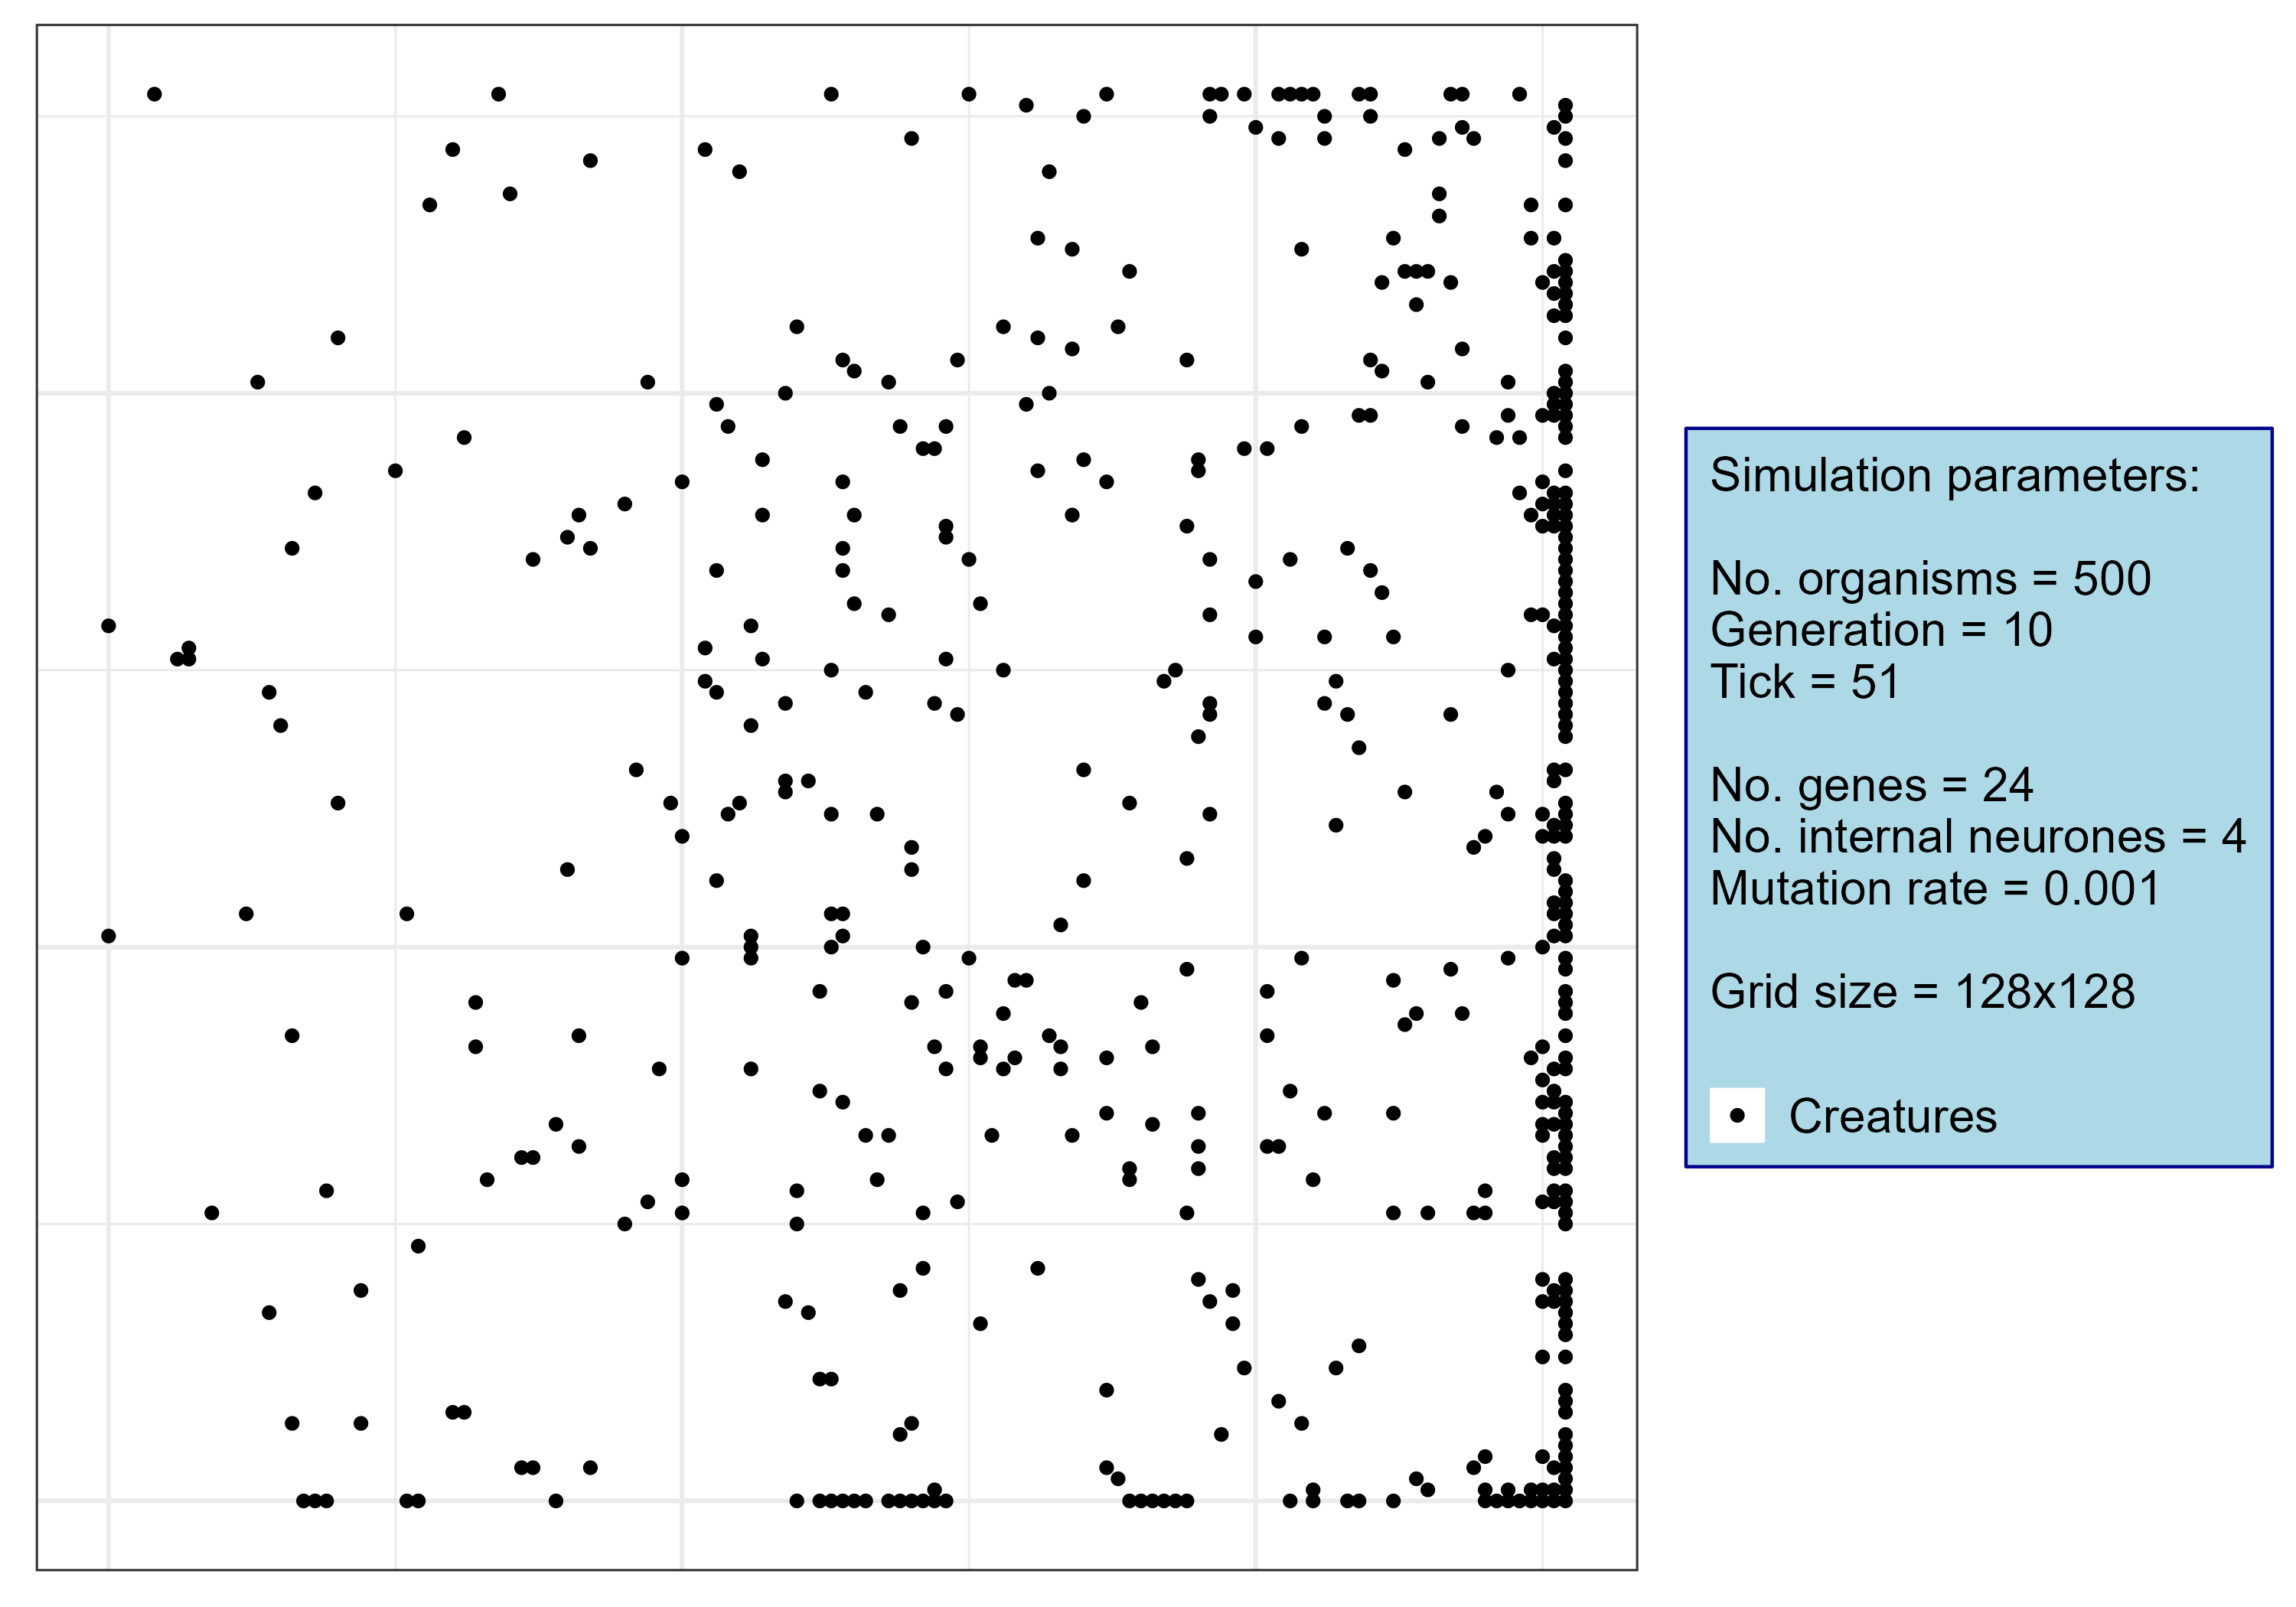 Simulation parameters:
No. organisms = 500
Generation = 10
Tick = 51
No. genes = 24
No. internal neurones = 4
Mutation rate = 0.001
Grid size = 128x128
Creatures